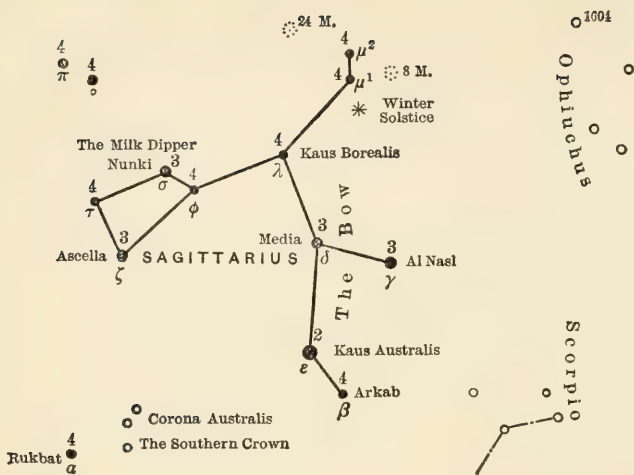 24 M.
1604
4
μ²
4
π
4
ο
4 μ¹
8 M.
Winter
Solstice
Ophiuchus
The Milk Dipper
Nunki 3
σ
4
φ
4
Kaus Borealis
λ
4
τ
The Bow
Media 3
δ
3
Al Nasl
γ
Ascella 3
ζ
SAGITTARIUS
2
Kaus Australis
ε
Scorpio
4
Arkab
β
Corona Australis
The Southern Crown
4
Rukbat
α